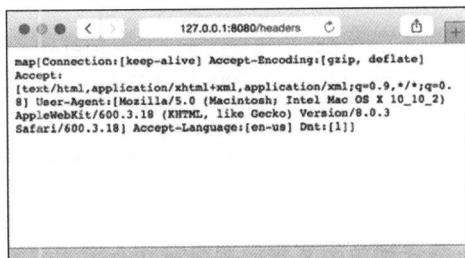 127.0.0.1:8080/headers
map[Connection:[keep-alive] Accept-Encoding:[gzip, deflate]
Accept:
[text/html,application/xhtml+xml,application/xml;q=0.9,*/*;q=0.
8] User-Agent:[Mozilla/5.0 (Macintosh; Intel Mac OS X 10_10_2)
AppleWebKit/600.3.18 (KHTML, like Gecko) Version/8.0.3
Safari/600.3.18] Accept-Language:[en-us] Dnt:[1]]